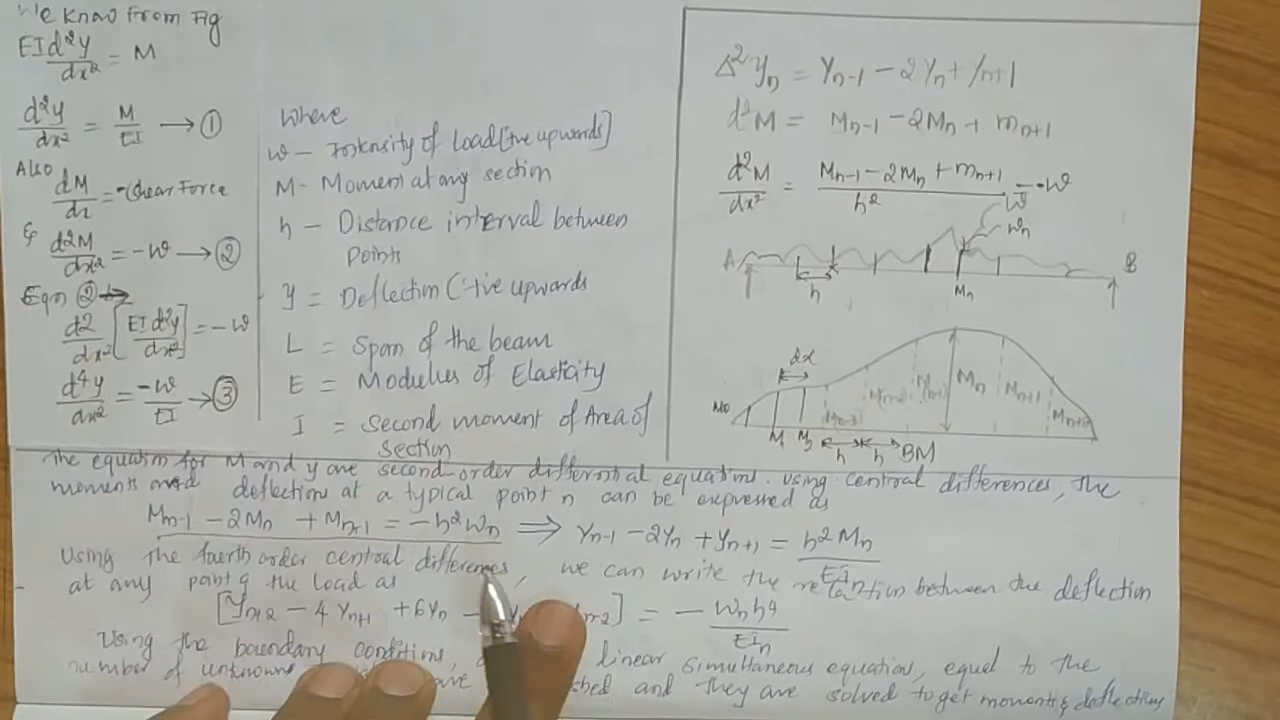 We Know From Fig
EI d²y/dx² = M
d²y/dx² = M/EI → ①
Also
dM/dx = -(Shear Force
& d²M/dx² = -w → ②
Eqn ② →
d2/dx² [EI d²y/dx²] = -w
d⁴y/dx² = -w/EI → ③
where
w - Intensity of Load [+ve upwards]
M - Moment at any section
h - Distance interval between
Points
y = Deflection (+ive upwards
L = Span of the beam
E = Modulus of Elasticity
I = Second moment of Area of
section
Δ²yₙ = Yₙ₋₁ - 2Yₙ + Yₙ₊₁
d²M = Mₙ₋₁ - 2Mₙ + mₙ₊₁
d²M/dx² = Mₙ₋₁ - 2Mₙ + mₙ₊₁/h² = -w
w
wₙ
A
B
h
Mₙ
dx
M₀
Mₙ
Mₙ₊₁
h h BM
The equation for M and y are second order differential equations. using central differences, the
moments and deflection at a typical point n can be expressed as
Mₙ₋₁ - 2Mₙ + Mₙ₊₁ = -h²wₙ ⟹ Yₙ₋₁ - 2Yₙ + yₙ₊₁ = h²Mₙ/EIₙ
Using the fourth order central differences, we can write the relation between the deflection
at any point & the load as
[Yₙ₊₂ - 4Yₙ₊₁ + 6Yₙ - ₙ₋₂] = - wₙh4/EIₙ
Using the boundary conditions, linear simultaneous equation, equal to the
number of unknowns and they are solved to get moments & deflections